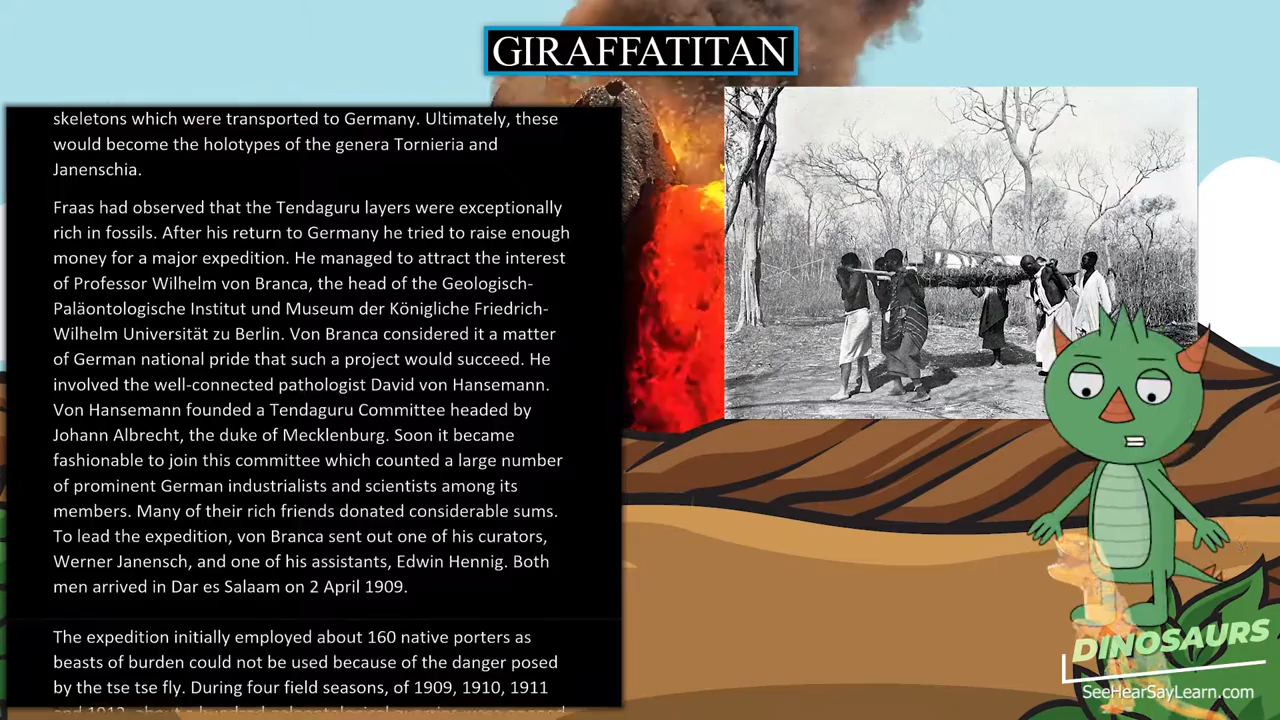 GIRAFFATITAN
skeletons which were transported to Germany. Ultimately, these
would become the holotypes of the genera Tornieria and
Janenschia.
Fraas had observed that the Tendaguru layers were exceptionally
rich in fossils. After his return to Germany he tried to raise enough
money for a major expedition. He managed to attract the interest
of Professor Wilhelm von Branca, the head of the Geologisch-
Paläontologische Institut und Museum der Königliche Friedrich-
Wilhelm Universität zu Berlin. Von Branca considered it a matter
of German national pride that such a project would succeed. He
involved the well-connected pathologist David von Hansemann.
Von Hansemann founded a Tendaguru Committee headed by
Johann Albrecht, the duke of Mecklenburg. Soon it became
fashionable to join this committee which counted a large number
of prominent German industrialists and scientists among its
members. Many of their rich friends donated considerable sums.
To lead the expedition, von Branca sent out one of his curators,
Werner Janensch, and one of his assistants, Edwin Hennig. Both
men arrived in Dar es Salaam on 2 April 1909.
The expedition initially employed about 160 native porters as
beasts of burden could not be used because of the danger posed
by the tse tse fly. During four field seasons, of 1909, 1910, 1911
DINOSAURS
SeeHearSayLearn.com